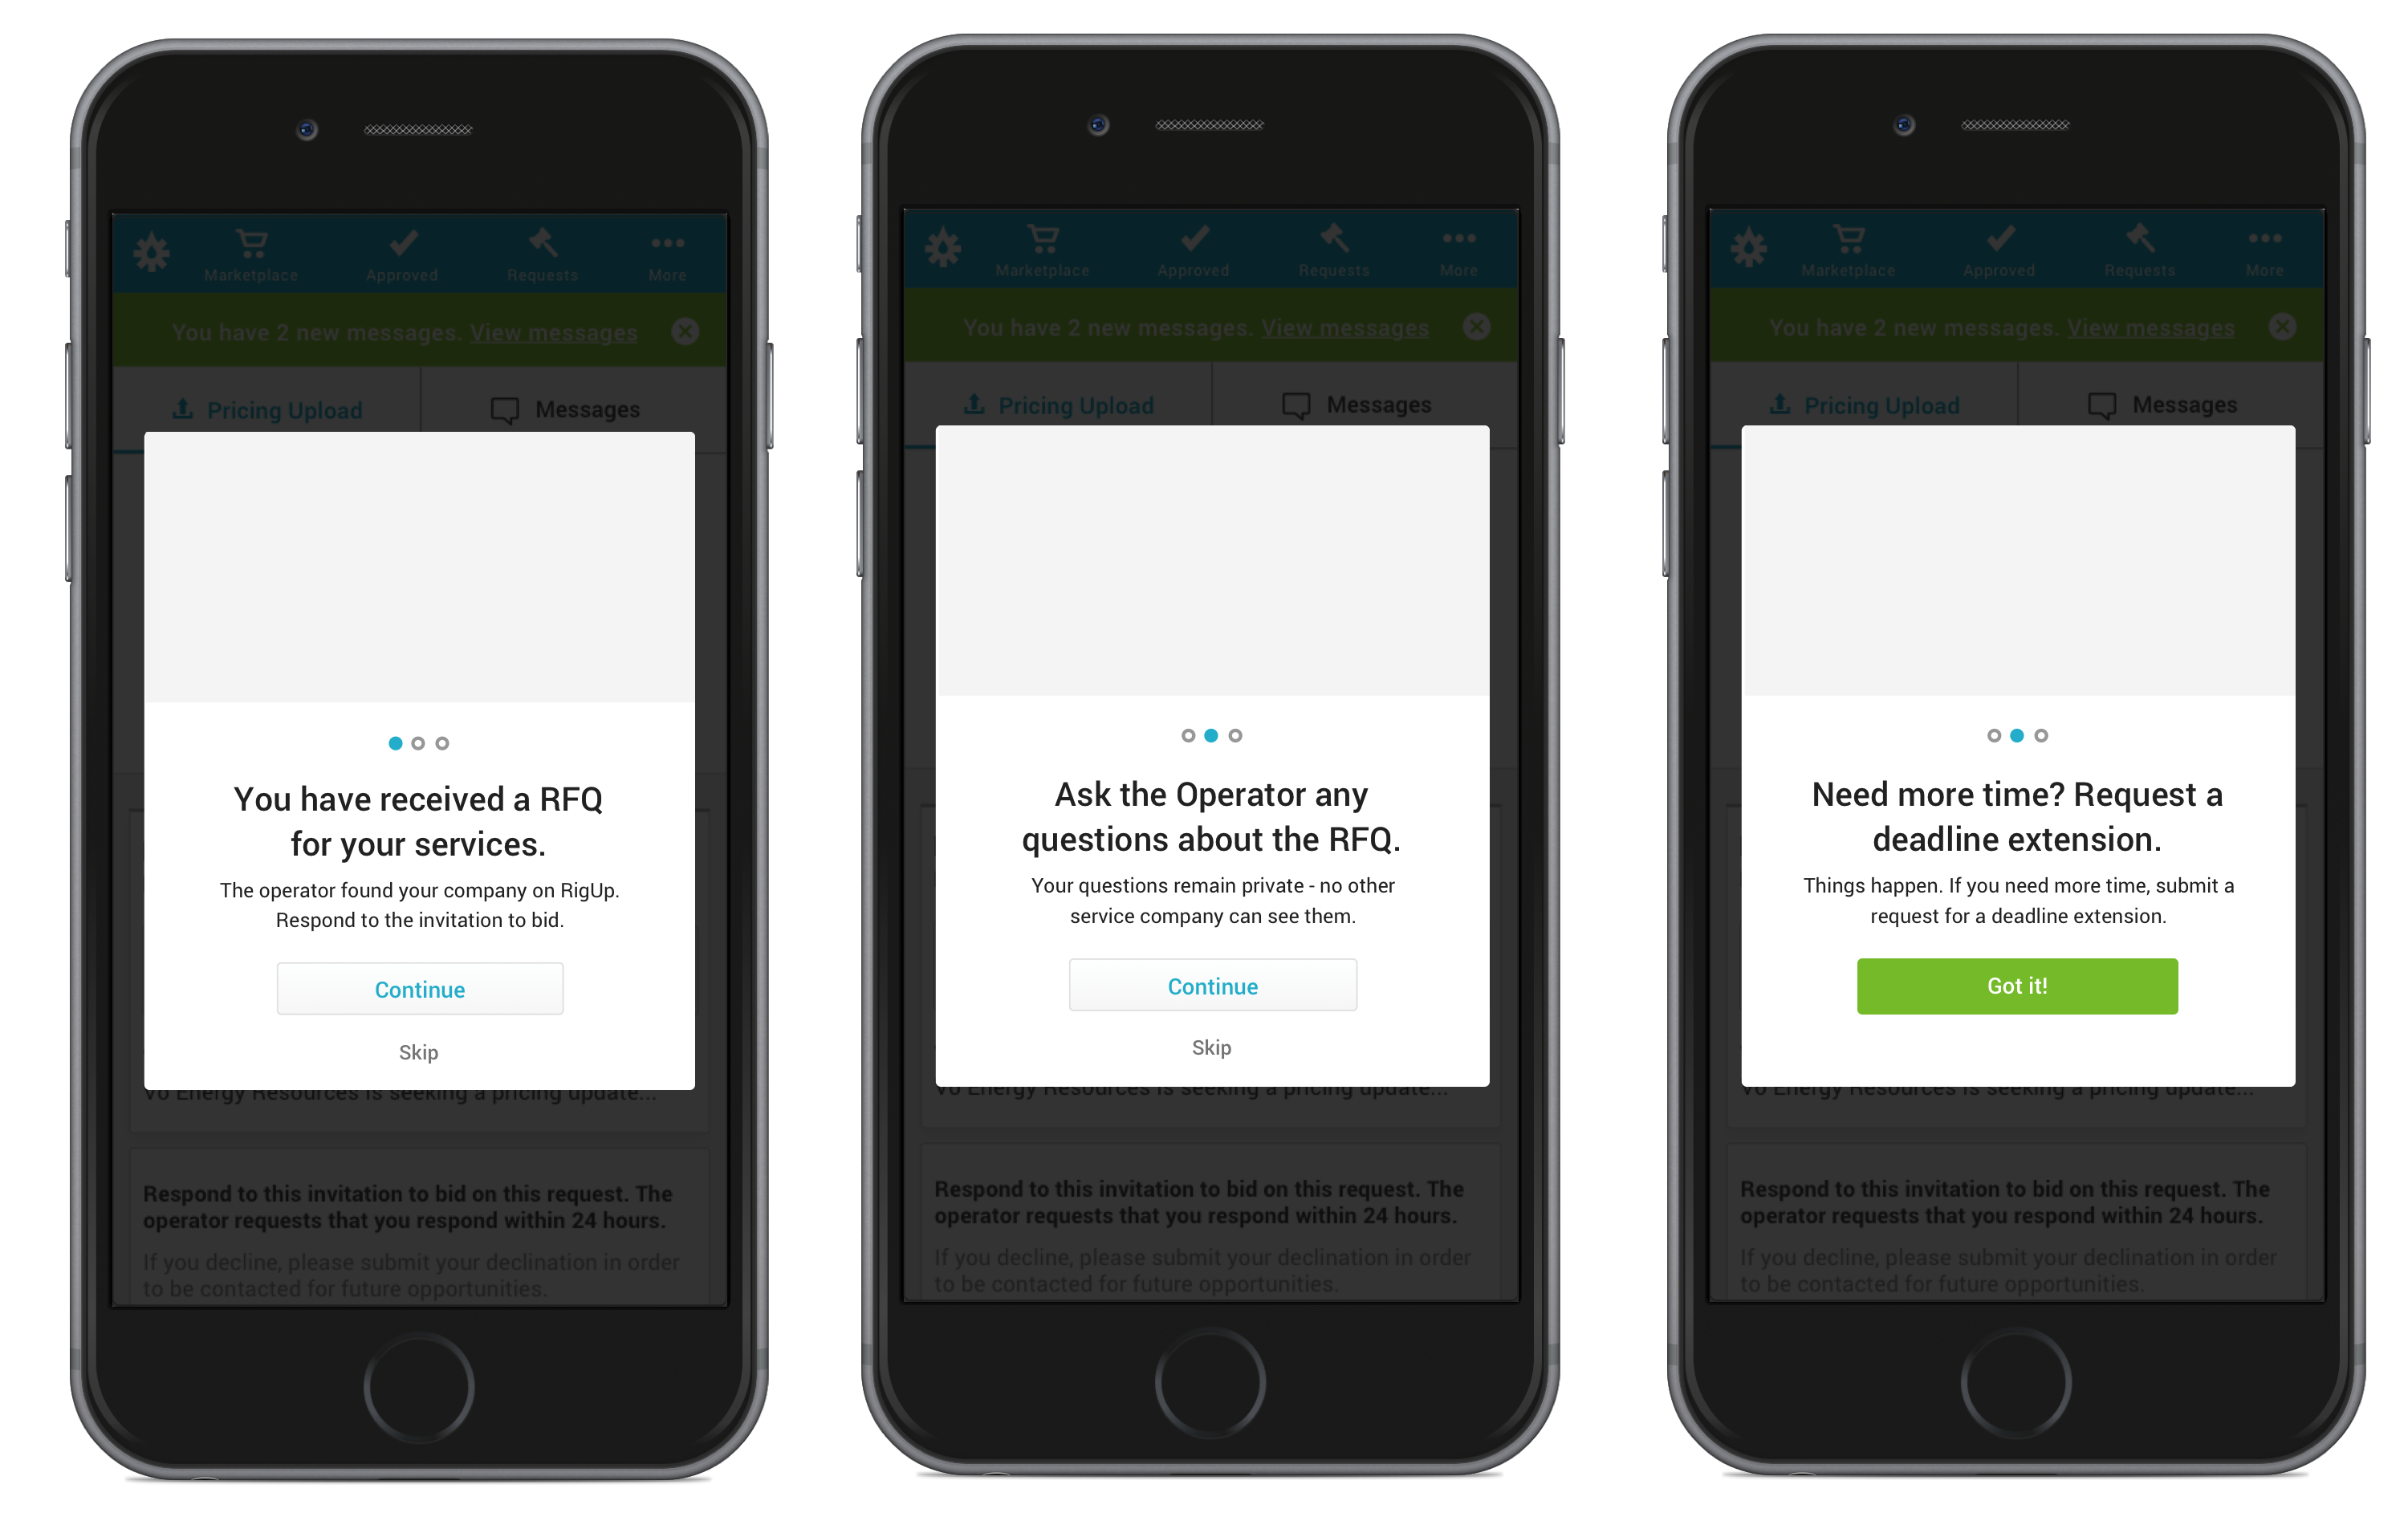 Marketplace
Approved
Requests
More
You have 2 new messages. View messages
Pricing Upload
Messages
You have received a RFQ
for your services.
The operator found your company on RigUp.
Respond to the invitation to bid.
Continue
Skip
Vo Energy Resources is seeking a pricing update...
Respond to this invitation to bid on this request. The
operator requests that you respond within 24 hours.
If you decline, please submit your declination in order
to be contacted for future opportunities.
Marketplace
Approved
Requests
More
You have 2 new messages. View messages
Pricing Upload
Messages
Ask the Operator any
questions about the RFQ.
Your questions remain private - no other
service company can see them.
Continue
Skip
Vo Energy Resources is seeking a pricing update...
Respond to this invitation to bid on this request. The
operator requests that you respond within 24 hours.
If you decline, please submit your declination in order
to be contacted for future opportunities.
Marketplace
Approved
Requests
More
You have 2 new messages. View messages
Pricing Upload
Messages
Need more time? Request a
deadline extension.
Things happen. If you need more time, submit a
request for a deadline extension.
Got it!
Vo Energy Resources is seeking a pricing update...
Respond to this invitation to bid on this request. The
operator requests that you respond within 24 hours.
If you decline, please submit your declination in order
to be contacted for future opportunities.